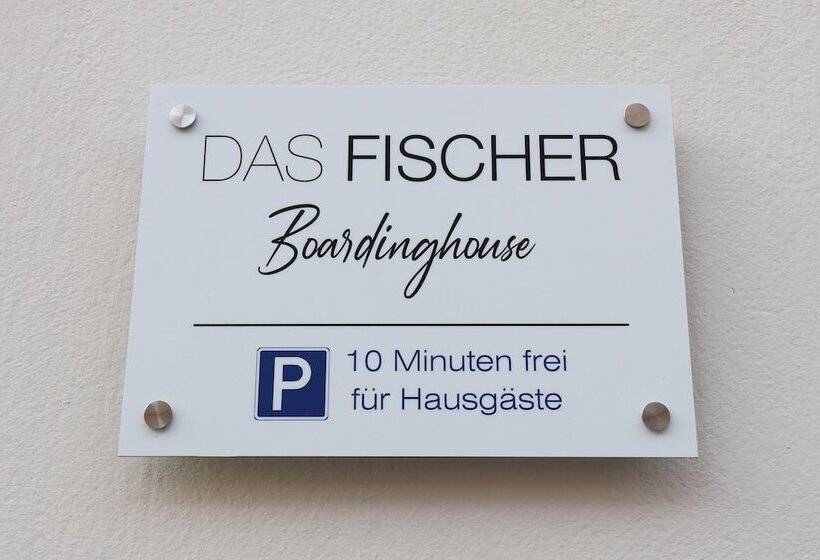 DAS FISCHER
Boardinghouse
P 10 Minuten frei
für Hausgäste